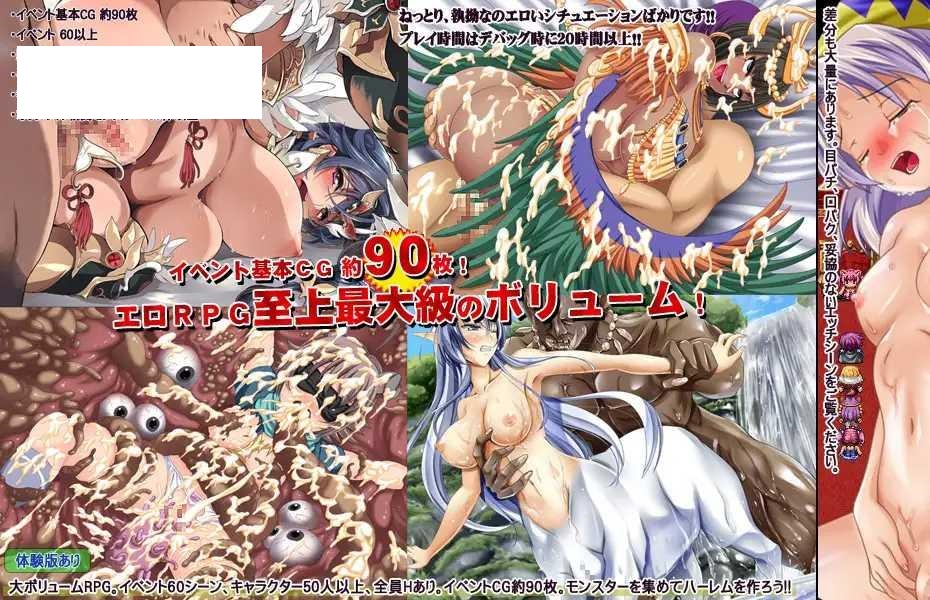 ・イベント基本CG 約90枚
・イベント 60以上
ねっとり、執拗なのエロいシチュエーションばかりです!!
プレイ時間はデバッグ時に20時間以上!!
差分も大量にあります。目パチ、口パク、妥協のないエッチシーンをご覧ください。
イベント基本CG 約90枚!
エロRPG至上最大級のボリューム!
体験版あり
大ボリュームRPG。イベント60シーン、キャラクター50人以上、全員Hあり。イベントCG約90枚。モンスターを集めてハーレムを作ろう!!